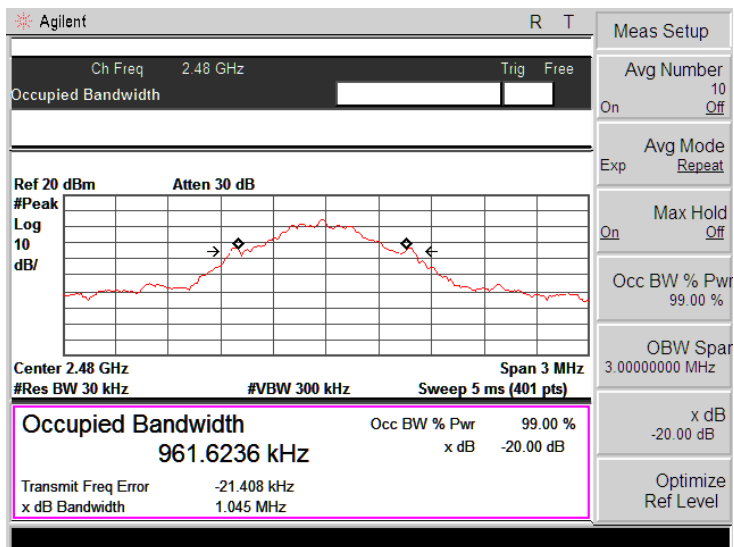 Agilent R T
Ch Freq 2.48 GHz Trig Free
Occupied Bandwidth
Ref 20 dBm Atten 30 dB
#Peak
Log
10
dB/
Center 2.48 GHz Span 3 MHz
#Res BW 30 kHz #VBW 300 kHz Sweep 5 ms (401 pts)
Occupied Bandwidth
961.6236 kHz
Occ BW % Pwr 99.00 %
x dB -20.00 dB
Transmit Freq Error -21.408 kHz
x dB Bandwidth 1.045 MHz
Meas Setup
Avg Number
10
On Off
Avg Mode
Exp Repeat
Max Hold
On Off
Occ BW % Pwr
99.00 %
OBW Span
3.00000000 MHz
x dB
-20.00 dB
Optimize
Ref Level